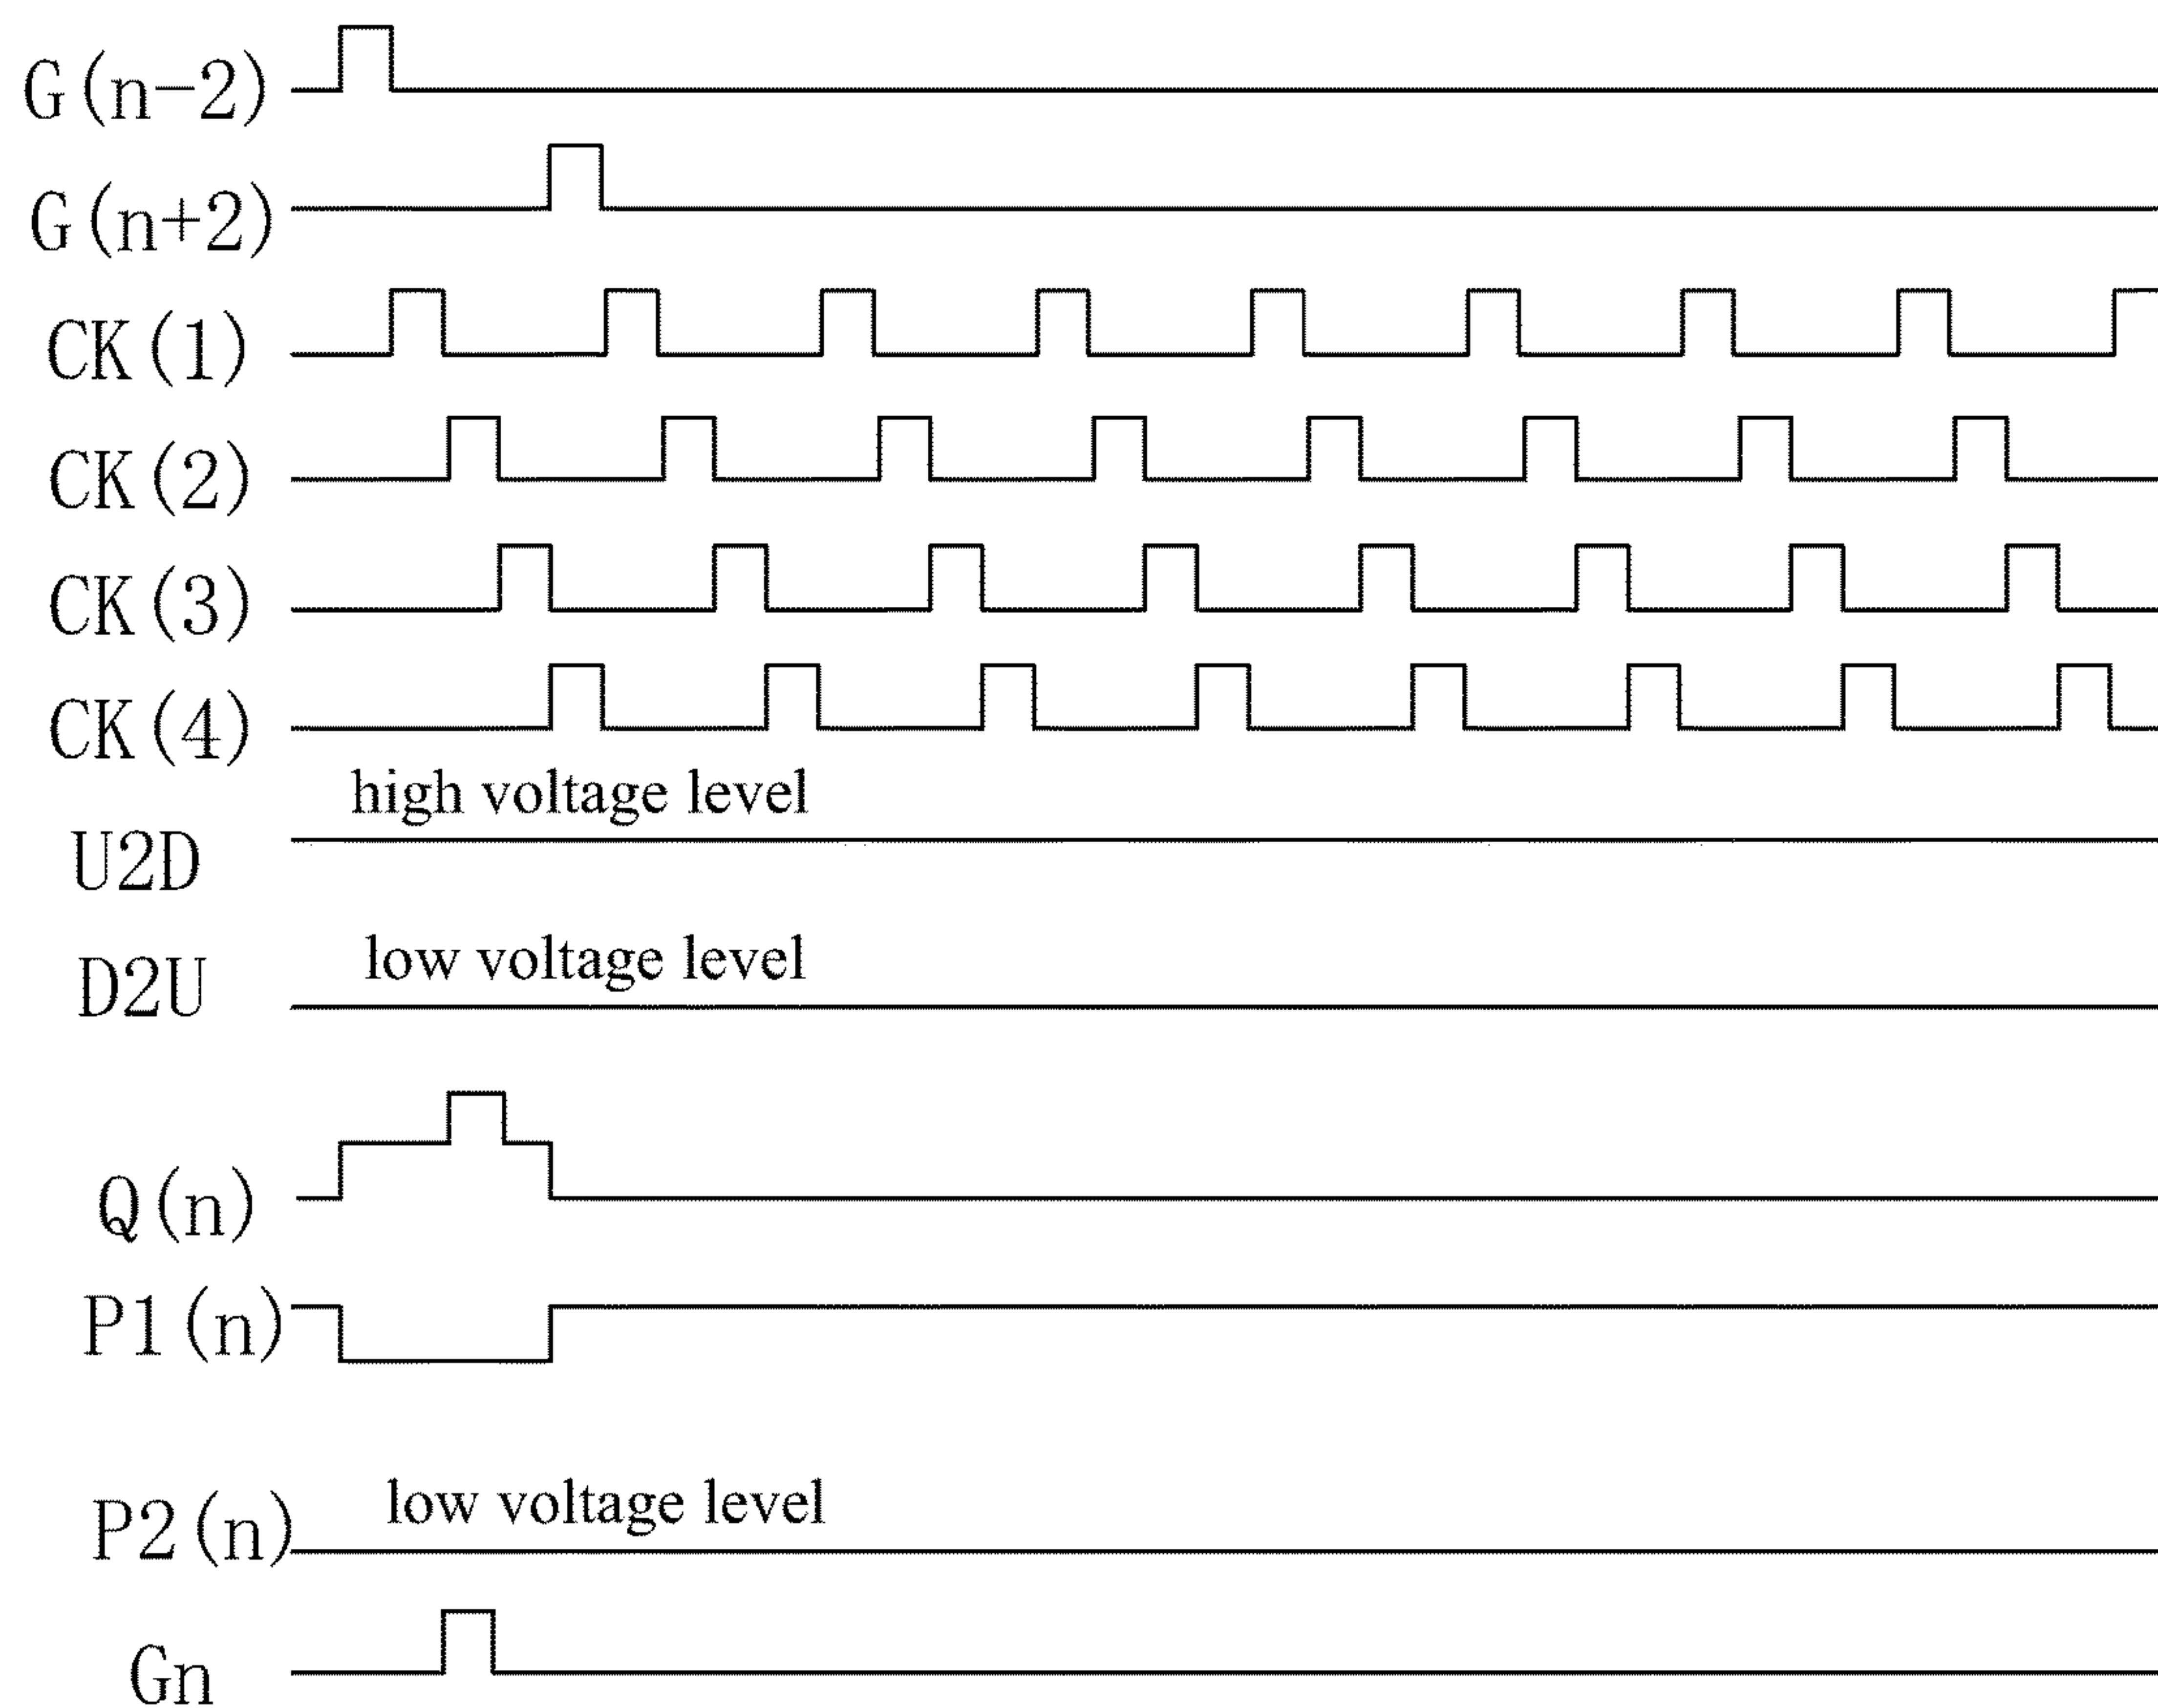 G(n-2)
G(n+2)
CK(1)
CK(2)
CK(3)
CK(4)
high voltage level
U2D
low voltage level
D2U
Q(n)
P1(n)
low voltage level
P2(n)
Gn